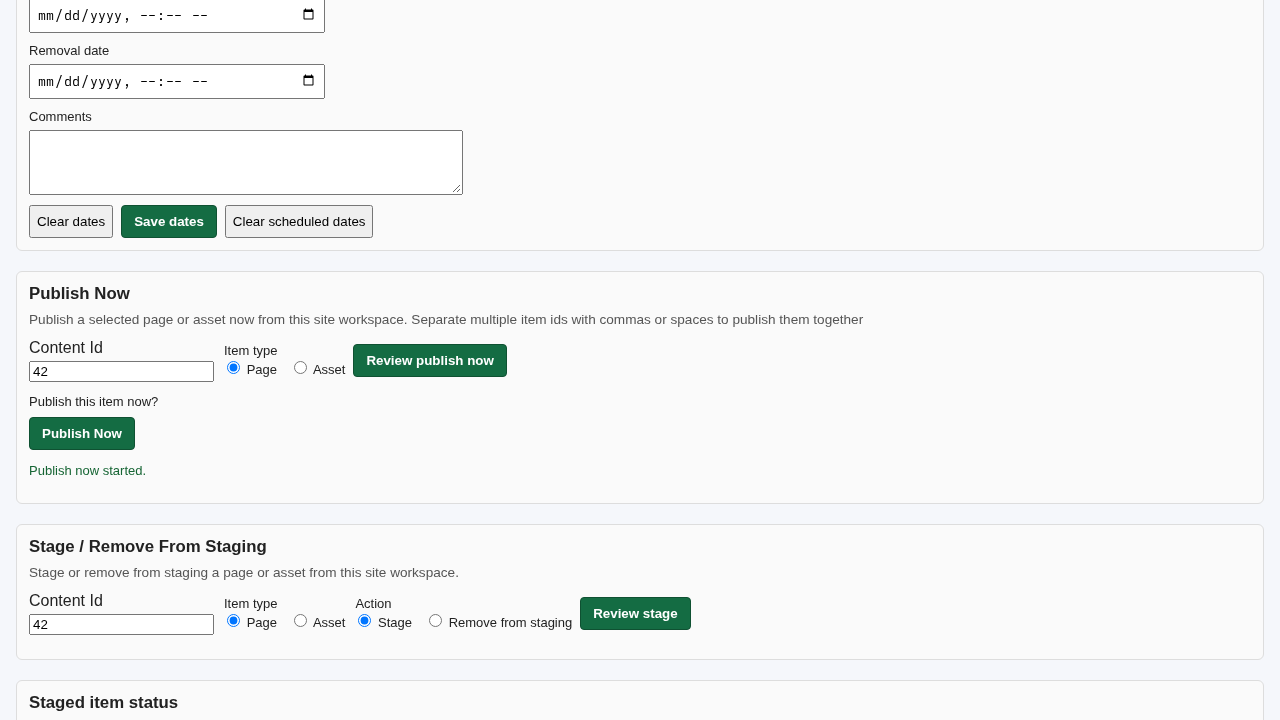 mm/dd/yyyy, --:-- --
Removal date
mm/dd/yyyy, --:-- --
Comments
Clear dates Save dates Clear scheduled dates
Publish Now
Publish a selected page or asset now from this site workspace. Separate multiple item ids with commas or spaces to publish them together
Content Id Item type
42 Page Asset Review publish now
Publish this item now?
Publish Now
Publish now started.
Stage / Remove From Staging
Stage or remove from staging a page or asset from this site workspace.
Content Id Item type Action
42 Page Asset Stage Remove from staging Review stage
Staged item status